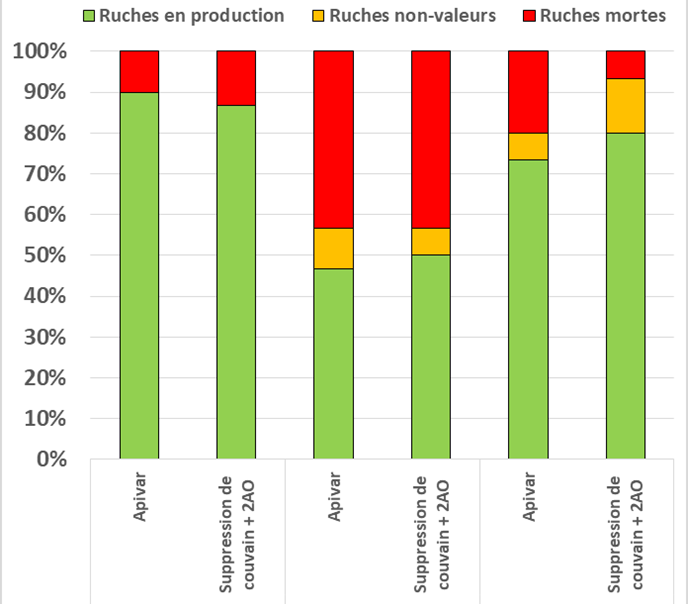 Ruches en production Ruches non-valeurs Ruches mortes
100%
90%
80%
70%
60%
50%
40%
30%
20%
10%
0%
Apivar
Suppression de
couvain + 2AO
Apivar
Suppression de
couvain + 2AO
Apivar
Suppression de
couvain + 2AO